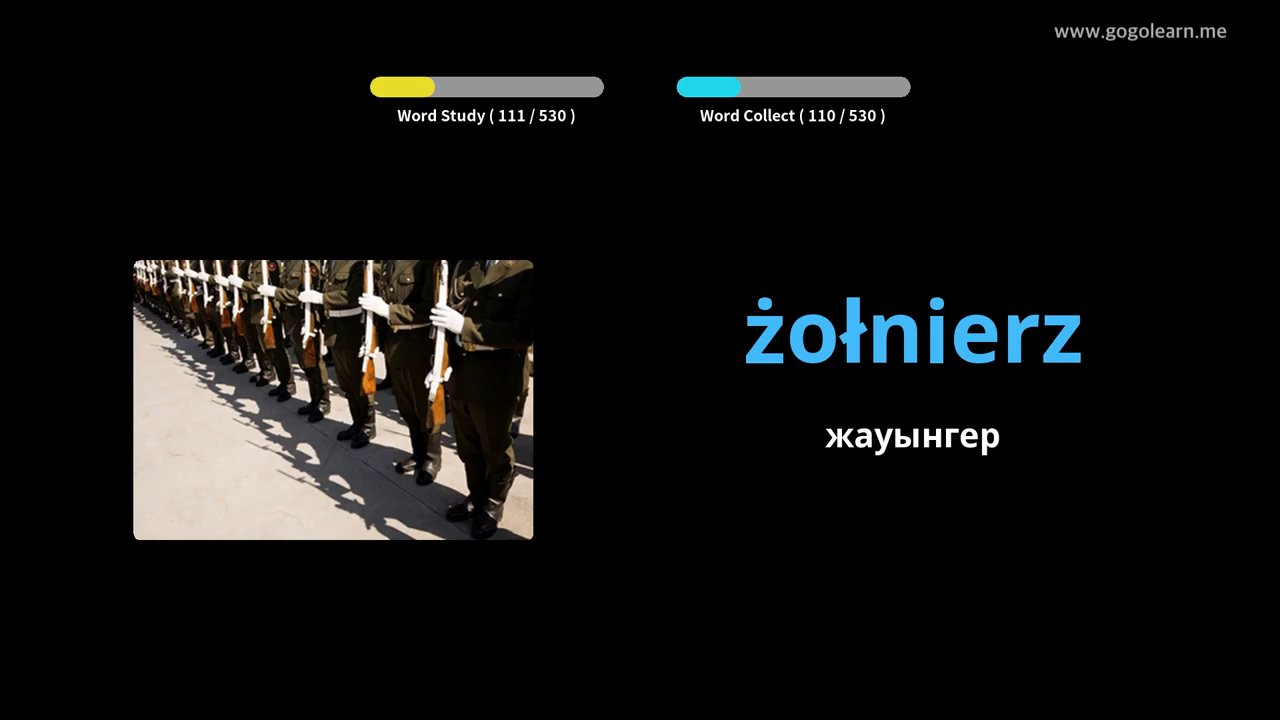 www.gogolearn.me
Word Study ( 111 / 530 )
Word Collect ( 110 / 530 )
żołnierz
жауынгер